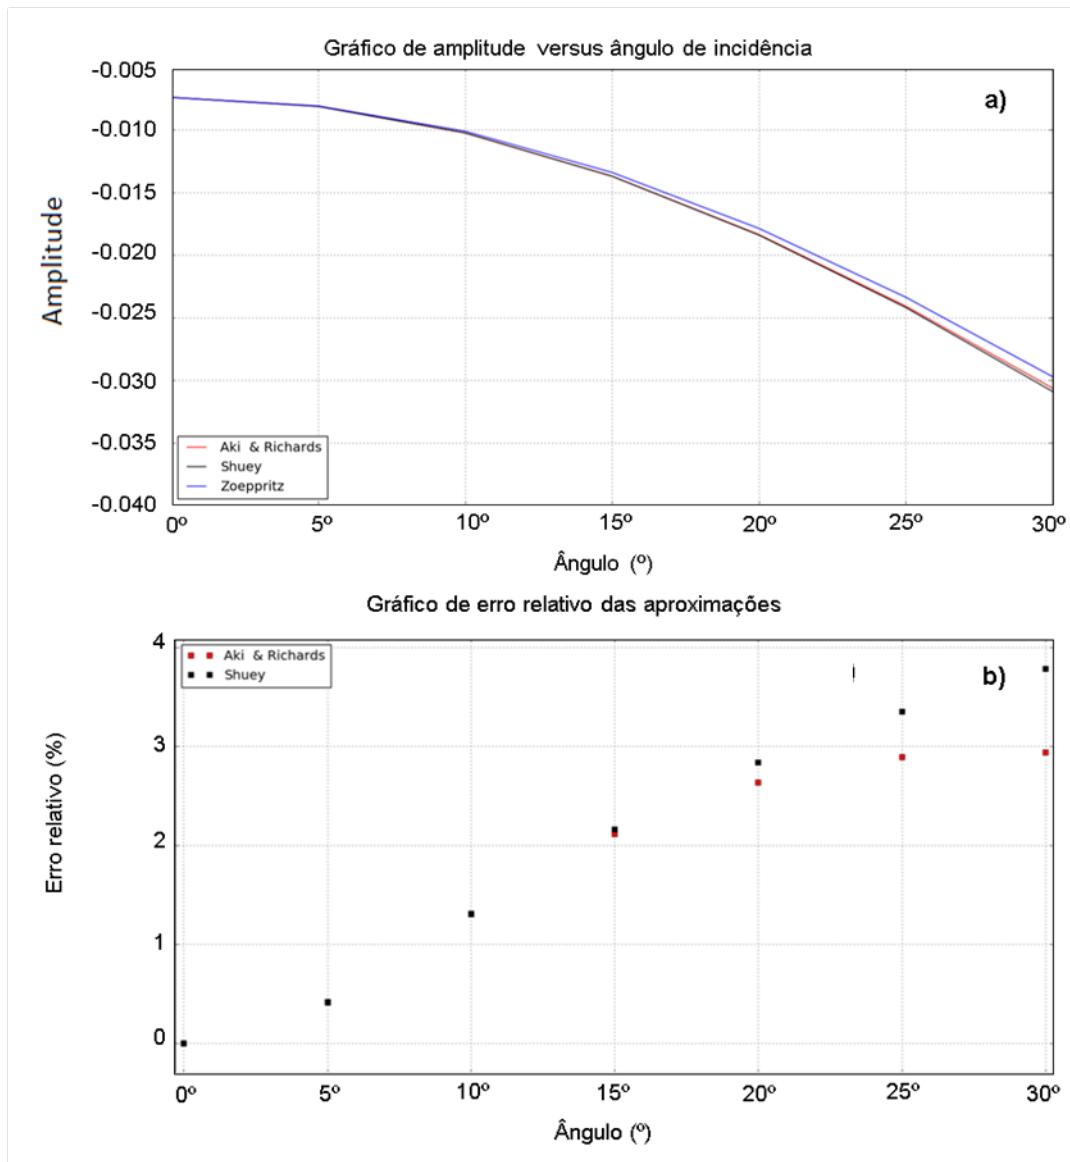 Gráfico de amplitude versus ângulo de incidência
a)
Amplitude
-0.005
-0.010
-0.015
-0.020
-0.025
-0.030
-0.035
-0.040
Aki & Richards
Shuey
Zoeppritz
0º 5º 10º 15º 20º 25º 30º
Ângulo (º)
Gráfico de erro relativo das aproximações
b)
Erro relativo (%)
4
3
2
1
0
Aki & Richards
Shuey
0º 5º 10º 15º 20º 25º 30º
Ângulo (º)